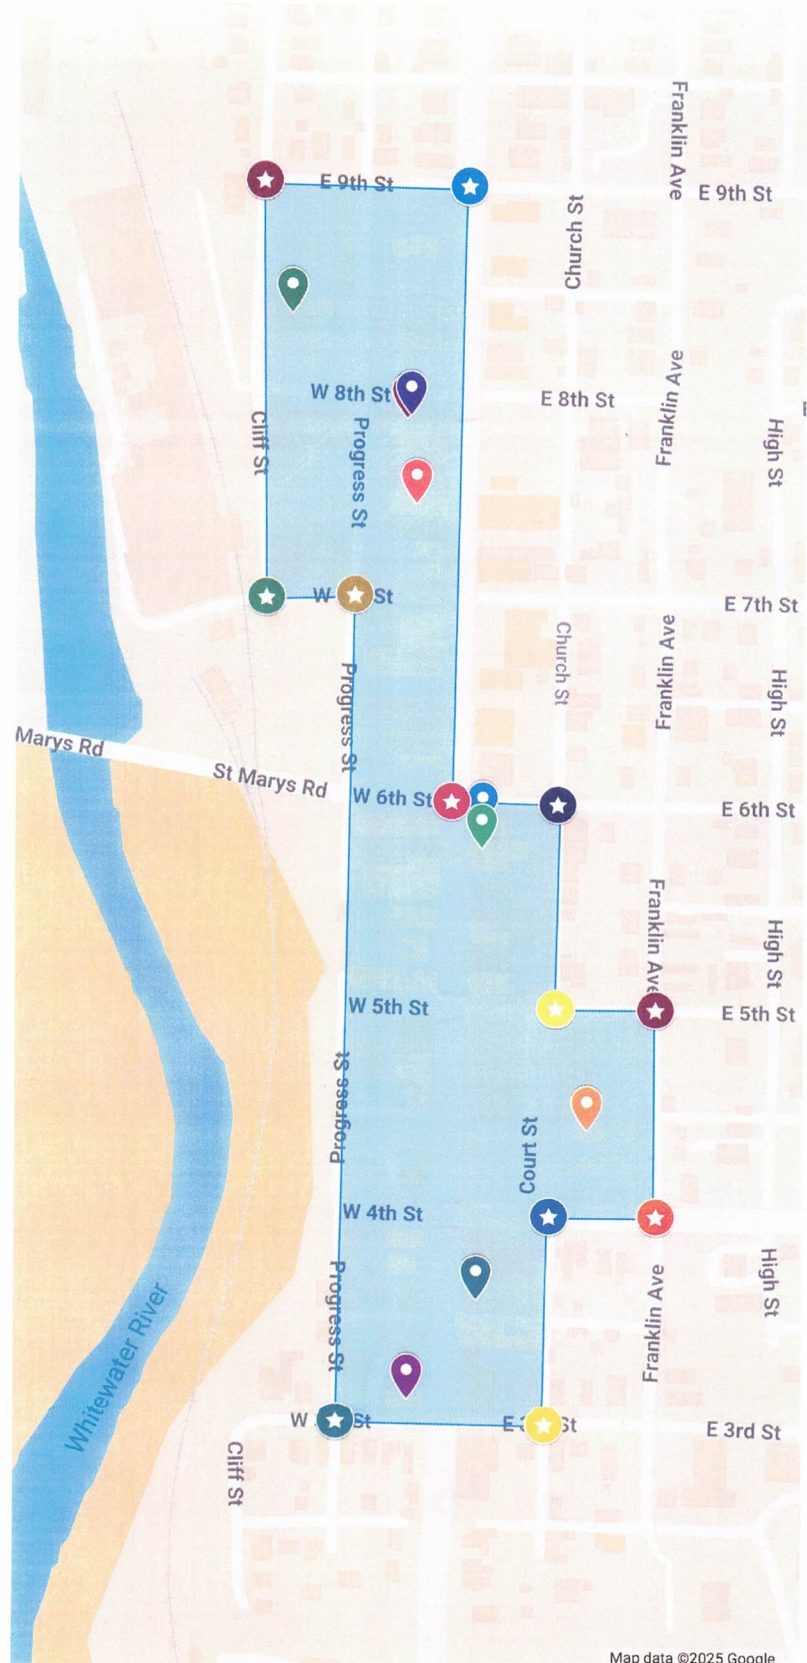 Franklin Ave
E 9th St
E 9th St
Church St
W 8th St
E 8th St
Franklin Ave
Cliff St
Progress St
High St
W St
E 7th St
Church St
Franklin Ave
Progress St
High St
Marys Rd
St Marys Rd
W 6th St
E 6th St
Franklin Ave
High St
W 5th St
E 5th St
Progress St
Court St
W 4th St
Progress St
Franklin Ave
High St
Whitewater River
W St
E 3 St
E 3rd St
Cliff St
Map data ©2025 Google